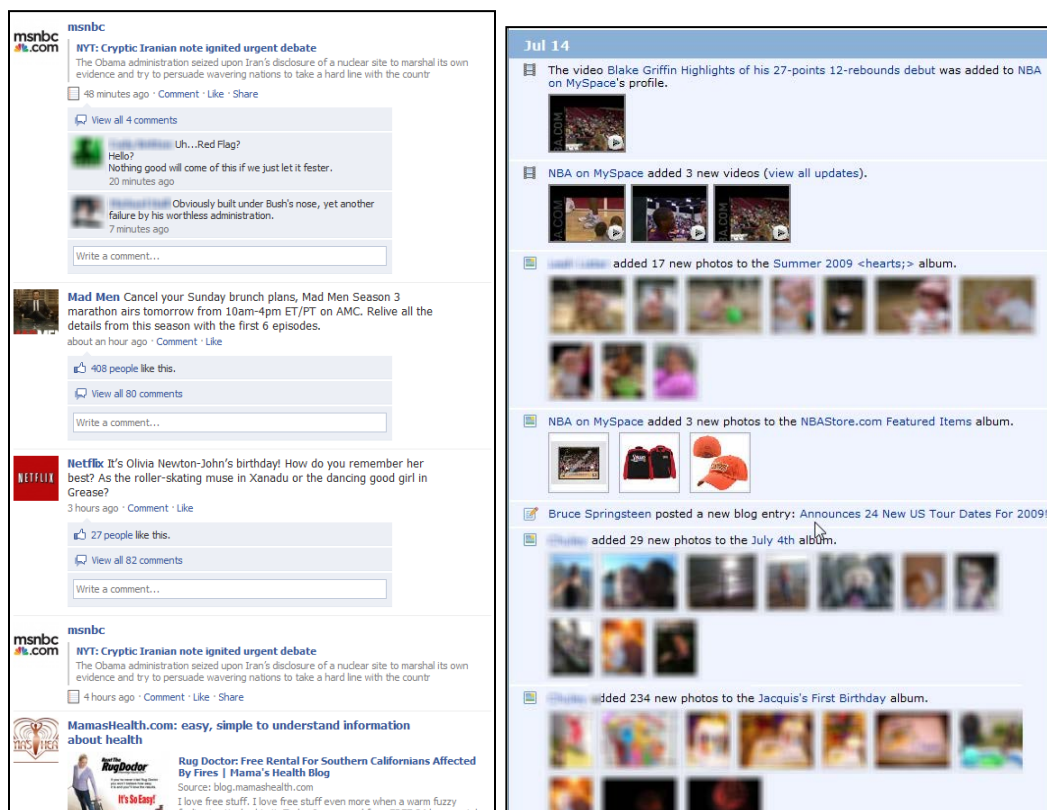 msnbc
msnbc
.com
NYT: Cryptic Iranian note ignited urgent debate
The Obama administration seized upon Iran's disclosure of a nuclear site to marshal its own
evidence and try to persuade wavering nations to take a hard line with the countr
48 minutes ago · Comment · Like · Share
View all 4 comments
Uh...Red Flag?
Hello?
Nothing good will come of this if we just let it fester.
20 minutes ago
Obviously built under Bush's nose, yet another
failure by his worthless administration.
7 minutes ago
Write a comment...
Mad Men Cancel your Sunday brunch plans, Mad Men Season 3
marathon airs tomorrow from 10am-4pm ET/PT on AMC. Relive all the
details from this season with the first 6 episodes.
about an hour ago · Comment · Like
408 people like this.
View all 80 comments
Write a comment...
NETFLIX
Netflix It's Olivia Newton-John's birthday! How do you remember her
best? As the roller-skating muse in Xanadu or the dancing good girl in
Grease?
3 hours ago · Comment · Like
27 people like this.
View all 82 comments
Write a comment...
msnbc
msnbc
.com
NYT: Cryptic Iranian note ignited urgent debate
The Obama administration seized upon Iran's disclosure of a nuclear site to marshal its own
evidence and try to persuade wavering nations to take a hard line with the countr
4 hours ago · Comment · Like · Share
MamasHealth.com: easy, simple to understand information
about health
RugDoctor
It's So Easy!
Rug Doctor: Free Rental For Southern Californians Affected
By Fires | Mama's Health Blog
Source: blog.mamashealth.com
I love free stuff. I love free stuff even more when a warm fuzzy
Jul 14
The video Blake Griffin Highlights of his 27-points 12-rebounds debut was added to NBA
on MySpace's profile.
NBA on MySpace added 3 new videos (view all updates).
added 17 new photos to the Summer 2009 <hearts;> album.
NBA on MySpace added 3 new photos to the NBAStore.com Featured Items album.
Bruce Springsteen posted a new blog entry: Announces 24 New US Tour Dates For 2009!
added 29 new photos to the July 4th album.
added 234 new photos to the Jacquis's First Birthday album.